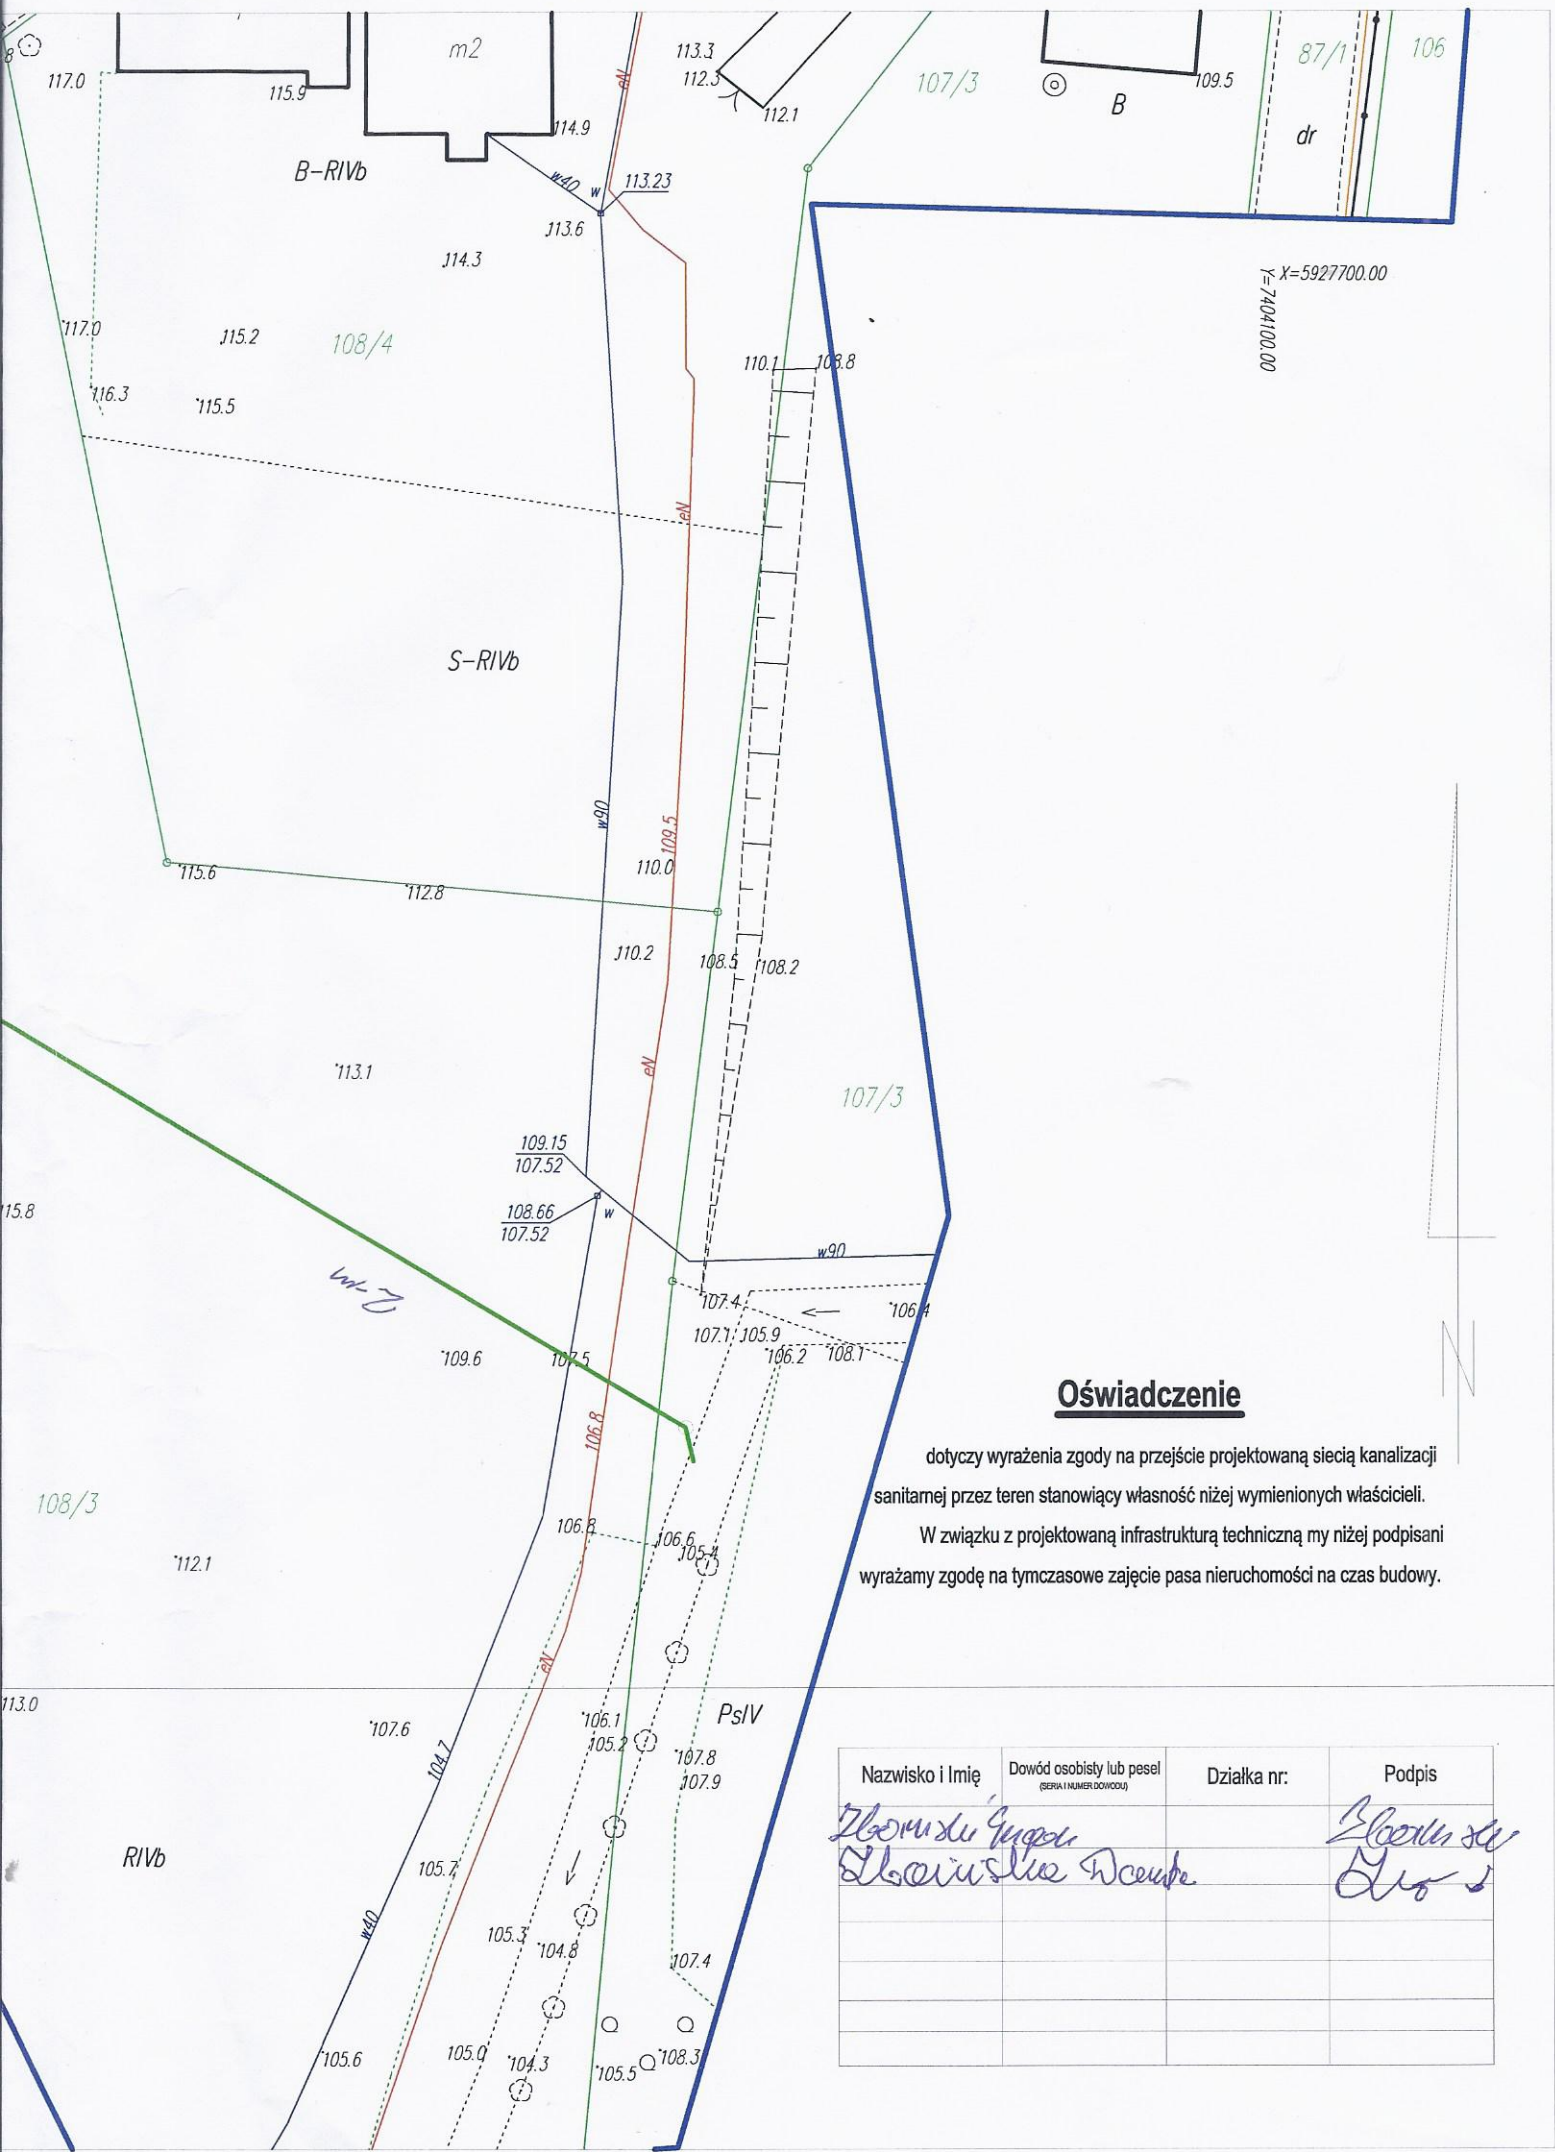 8
117.0
115.9
m2
114.9
113.3
112.3
112.1
eN
107/3
B
109.5
87/1
dr
106
B-RIVb
w40
w
113.23
113.6
114.3
X=5927700.00
Y=7404100.00
117.0
115.2
108/4
116.3
115.5
110.1
108.8
eN
S-RIVb
w90
109.5
110.0
115.6
112.8
110.2
108.5
108.2
113.1
eN
107/3
109.15
107.52
108.66
107.52
w
115.8
w90
107.4
106.4
107.1
105.9
106.2
108.1
109.6
107.5
106.8
N
Oświadczenie
dotyczy wyrażenia zgody na przejście projektowaną siecią kanalizacji
sanitarnej przez teren stanowiący własność niżej wymienionych właścicieli.
W związku z projektowaną infrastrukturą techniczną my niżej podpisani
wyrażamy zgodę na tymczasowe zajęcie pasa nieruchomości na czas budowy.
108/3
112.1
106.8
106.6
105.4
eN
113.0
107.6
104.7
106.1
105.2
PsIV
107.8
107.9
Nazwisko i Imię
Dowód osobisty lub pesel
(SERIA I NUMER DOWODU)
Działka nr:
Podpis
RIVb
105.7
w40
105.3
104.8
107.4
105.6
105.0
104.3
105.5
108.3